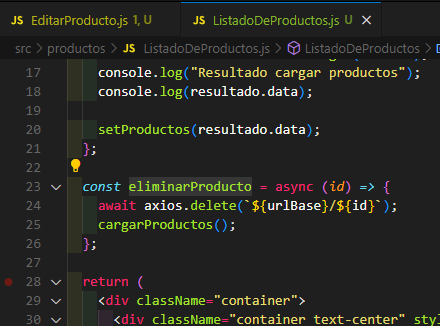 JS EditarProducto.js 1, U
JS ListadoDeProductos.js U ×
src > productos > JS ListadoDeProductos.js > ListadoDeProductos >
17 console.log("Resultado cargar productos");
18 console.log(resultado.data);
19
20 setProductos(resultado.data);
21 };
22
23 const eliminarProducto = async (id) => {
24 await axios.delete(`${urlBase}/${id}`);
25 cargarProductos();
26 };
27
28 return (
29 <div className="container">
30 <div className="container text-center" sty